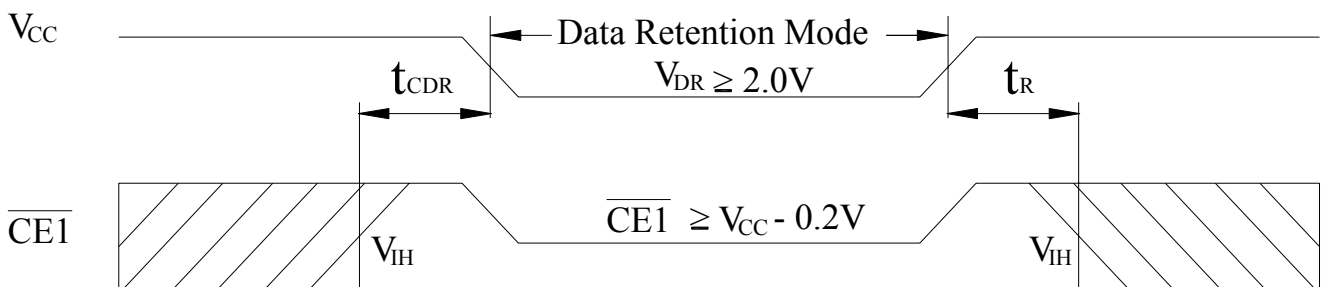 VCC
Data Retention Mode
VDR ≥ 2.0V
tCDR
tR
CE1
CE1 ≥ VCC - 0.2V
VIH
VIH